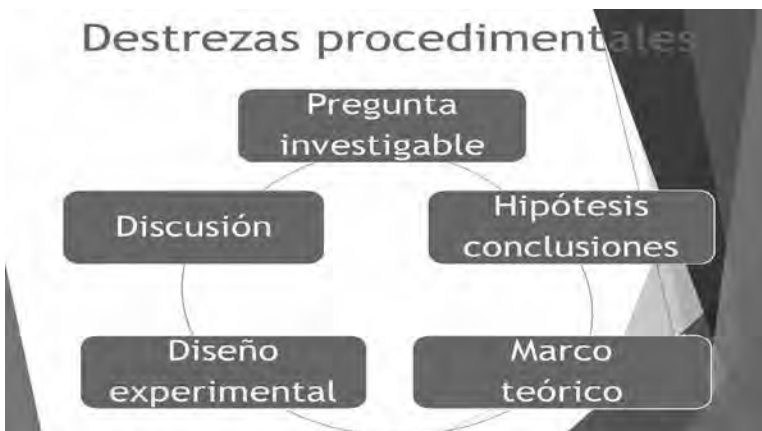 Destrezas procedimentales
Pregunta
investigable
Hipótesis
conclusiones
Marco
teórico
Diseño
experimental
Discusión